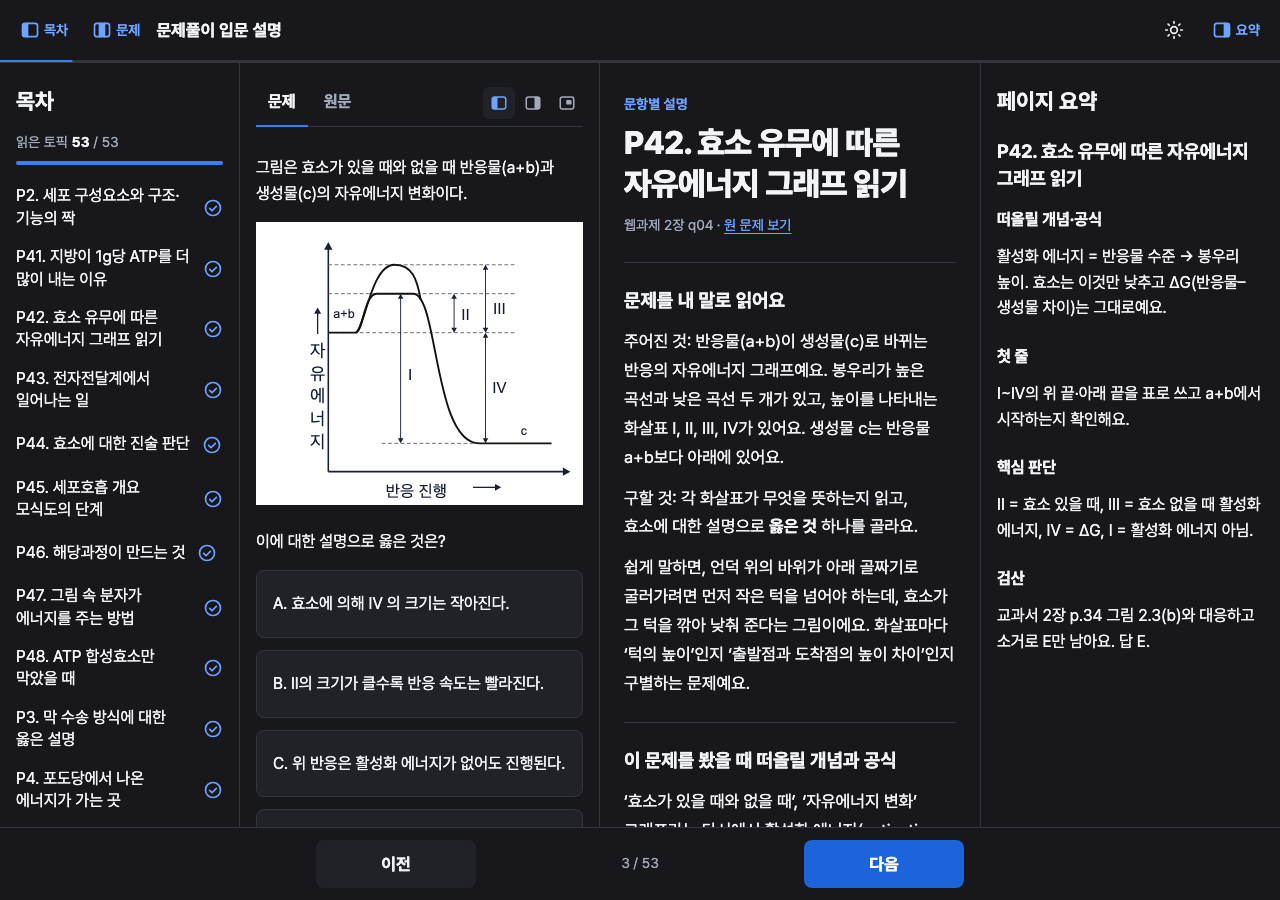 목차
문제
문제풀이 입문 설명
요약
목차
읽은 토픽 53 / 53
P2. 세포 구성요소와 구조·
기능의 짝
P41. 지방이 1g당 ATP를 더
많이 내는 이유
P42. 효소 유무에 따른
자유에너지 그래프 읽기
P43. 전자전달계에서
일어나는 일
P44. 효소에 대한 진술 판단
P45. 세포호흡 개요
모식도의 단계
P46. 해당과정이 만드는 것
P47. 그림 속 분자가
에너지를 주는 방법
P48. ATP 합성효소만
막았을 때
P3. 막 수송 방식에 대한
옳은 설명
P4. 포도당에서 나온
에너지가 가는 곳
문제
원문
그림은 효소가 있을 때와 없을 때 반응물(a+b)과
생성물(c)의 자유에너지 변화이다.
a+b
II
III
자유에너지
I
IV
c
반응 진행
이에 대한 설명으로 옳은 것은?
A. 효소에 의해 IV 의 크기는 작아진다.
B. II의 크기가 클수록 반응 속도는 빨라진다.
C. 위 반응은 활성화 에너지가 없어도 진행된다.
문항별 설명
P42. 효소 유무에 따른
자유에너지 그래프 읽기
웹과제 2장 q04 · 원 문제 보기
문제를 내 말로 읽어요
주어진 것: 반응물(a+b)이 생성물(c)로 바뀌는
반응의 자유에너지 그래프예요. 봉우리가 높은
곡선과 낮은 곡선 두 개가 있고, 높이를 나타내는
화살표 I, II, III, IV가 있어요. 생성물 c는 반응물
a+b보다 아래에 있어요.
구할 것: 각 화살표가 무엇을 뜻하는지 읽고,
효소에 대한 설명으로 옳은 것 하나를 골라요.
쉽게 말하면, 언덕 위의 바위가 아래 골짜기로
굴러가려면 먼저 작은 턱을 넘어야 하는데, 효소가
그 턱을 깎아 낮춰 준다는 그림이에요. 화살표마다
‘턱의 높이’인지 ‘출발점과 도착점의 높이 차이’인지
구별하는 문제예요.
이 문제를 봤을 때 떠올릴 개념과 공식
‘효소가 있을 때와 없을 때’, ‘자유에너지 변화’
페이지 요약
P42. 효소 유무에 따른 자유에너지
그래프 읽기
떠올릴 개념·공식
활성화 에너지 = 반응물 수준 → 봉우리
높이. 효소는 이것만 낮추고 ΔG(반응물–
생성물 차이)는 그대로예요.
첫 줄
I~IV의 위 끝·아래 끝을 표로 쓰고 a+b에서
시작하는지 확인해요.
핵심 판단
II = 효소 있을 때, III = 효소 없을 때 활성화
에너지, IV = ΔG, I = 활성화 에너지 아님.
검산
교과서 2장 p.34 그림 2.3(b)와 대응하고
소거로 E만 남아요. 답 E.
이전
3 / 53
다음